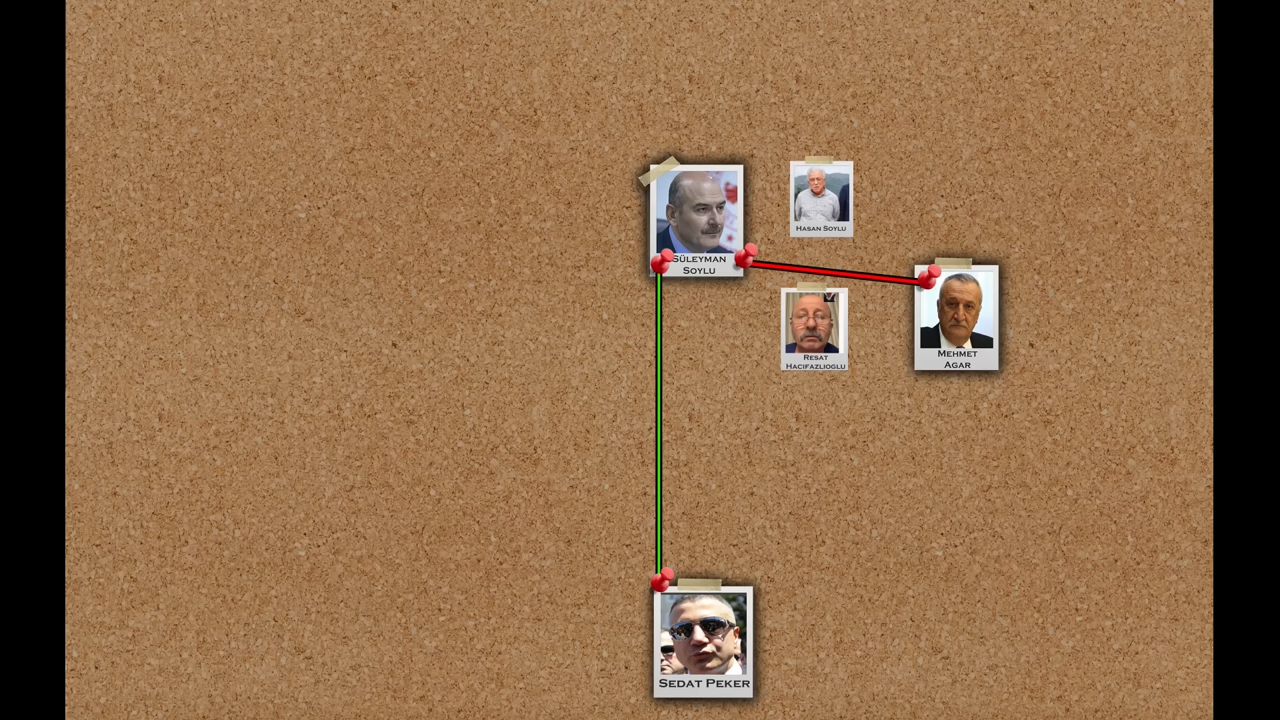 SÜLEYMAN
SOYLU
HASAN SOYLU
RESAT
HACIFAZLIOGLU
MEHMET
AGAR
SEDAT PEKER